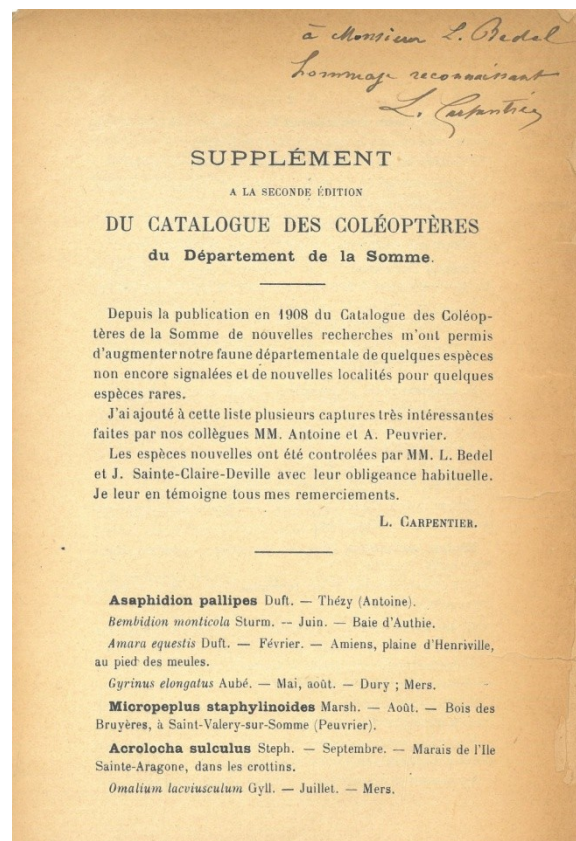 à Monsieur L. Bedel
hommage reconnaissant
L. Carpentier
SUPPLÉMENT
A LA SECONDE ÉDITION
DU CATALOGUE DES COLÉOPTÈRES
du Département de la Somme.
Depuis la publication en 1908 du Catalogue des Coléop-
tères de la Somme de nouvelles recherches m'ont permis
d'augmenter notre faune départementale de quelques espèces
non encore signalées et de nouvelles localités pour quelques
espèces rares.
J'ai ajouté à cette liste plusieurs captures très intéressantes
faites par nos collègues MM. Antoine et A. Peuvrier.
Les espèces nouvelles ont été controlées par MM. L. Bedel
et J. Sainte-Claire-Deville avec leur obligeance habituelle.
Je leur en témoigne tous mes remerciements.
L. CARPENTIER.
Asaphidion pallipes Duft. — Thézy (Antoine).
Bembidion monticola Sturm. — Juin. — Baie d'Authie.
Amara equestis Duft. — Février. — Amiens, plaine d'Henriville,
au pied des meules.
Gyrinus elongatus Aubé. — Mai, août. — Dury ; Mers.
Micropeplus staphylinoides Marsh. — Août. — Bois des
Bruyères, à Saint-Valery-sur-Somme (Peuvrier).
Acrolocha sulculus Steph. — Septembre. — Marais de l'Ile
Sainte-Aragone, dans les crottins.
Omalium lacviusculum Gyll. — Juillet. — Mers.